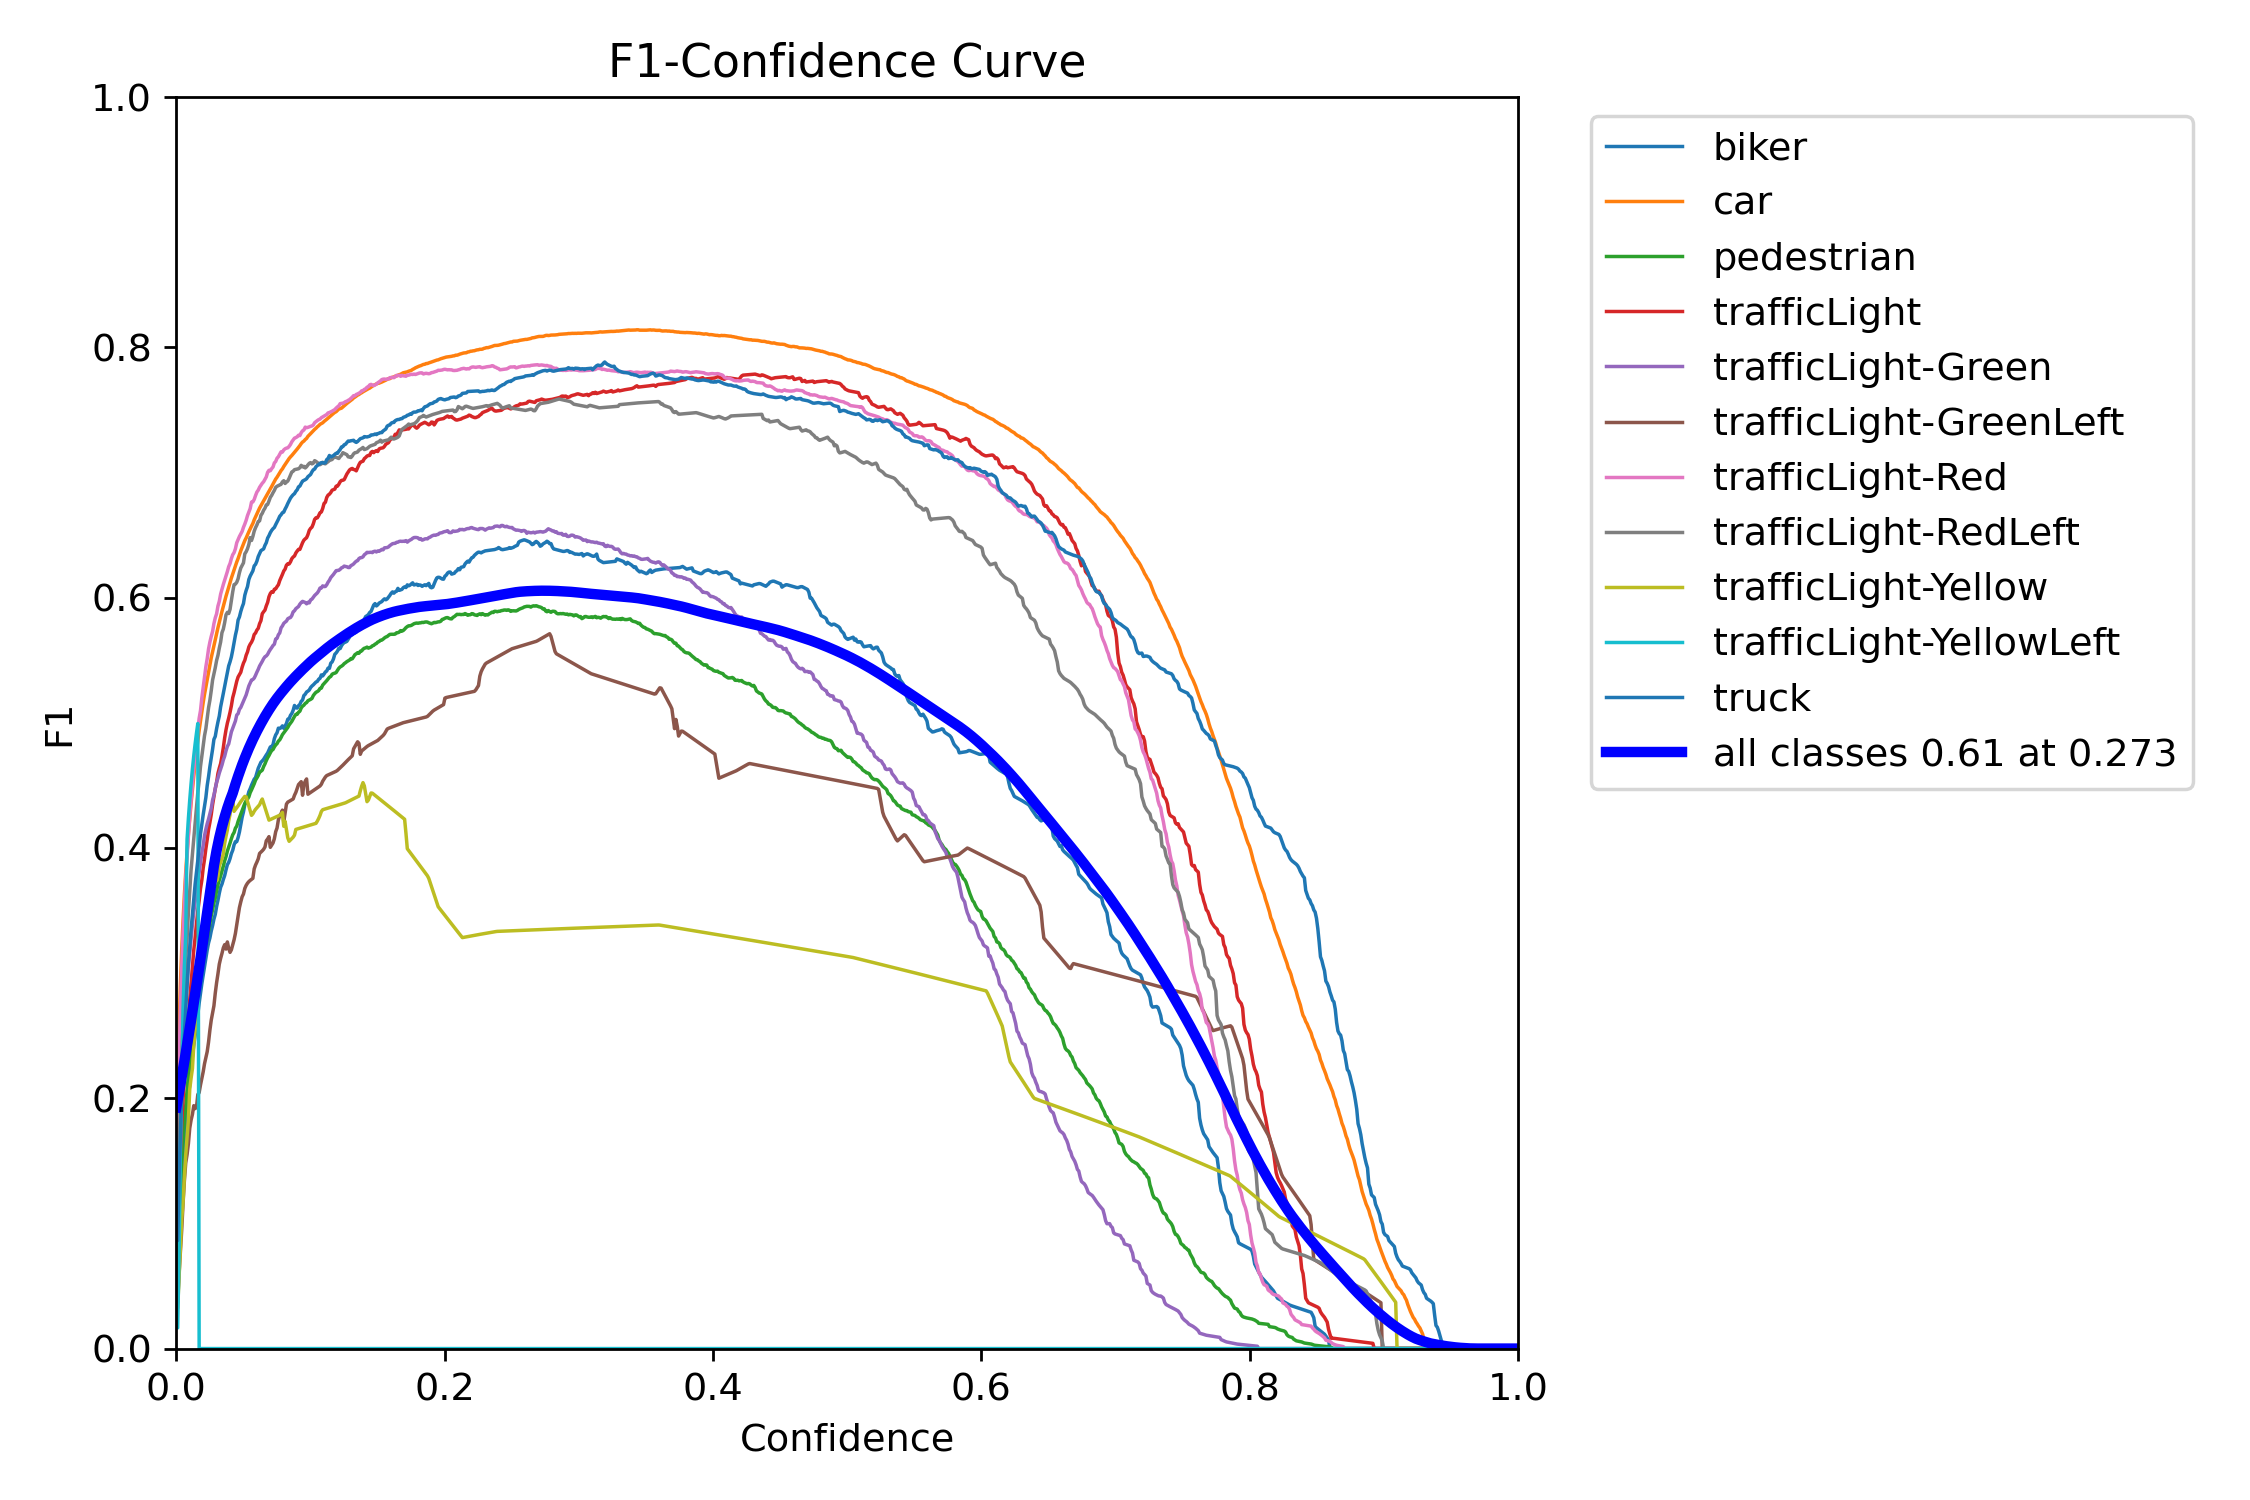 F1-Confidence Curve
1.0
0.8
0.6
0.4
0.2
0.0
F1
0.0 0.2 0.4 0.6 0.8 1.0
Confidence
biker
car
pedestrian
trafficLight
trafficLight-Green
trafficLight-GreenLeft
trafficLight-Red
trafficLight-RedLeft
trafficLight-Yellow
trafficLight-YellowLeft
truck
all classes 0.61 at 0.273